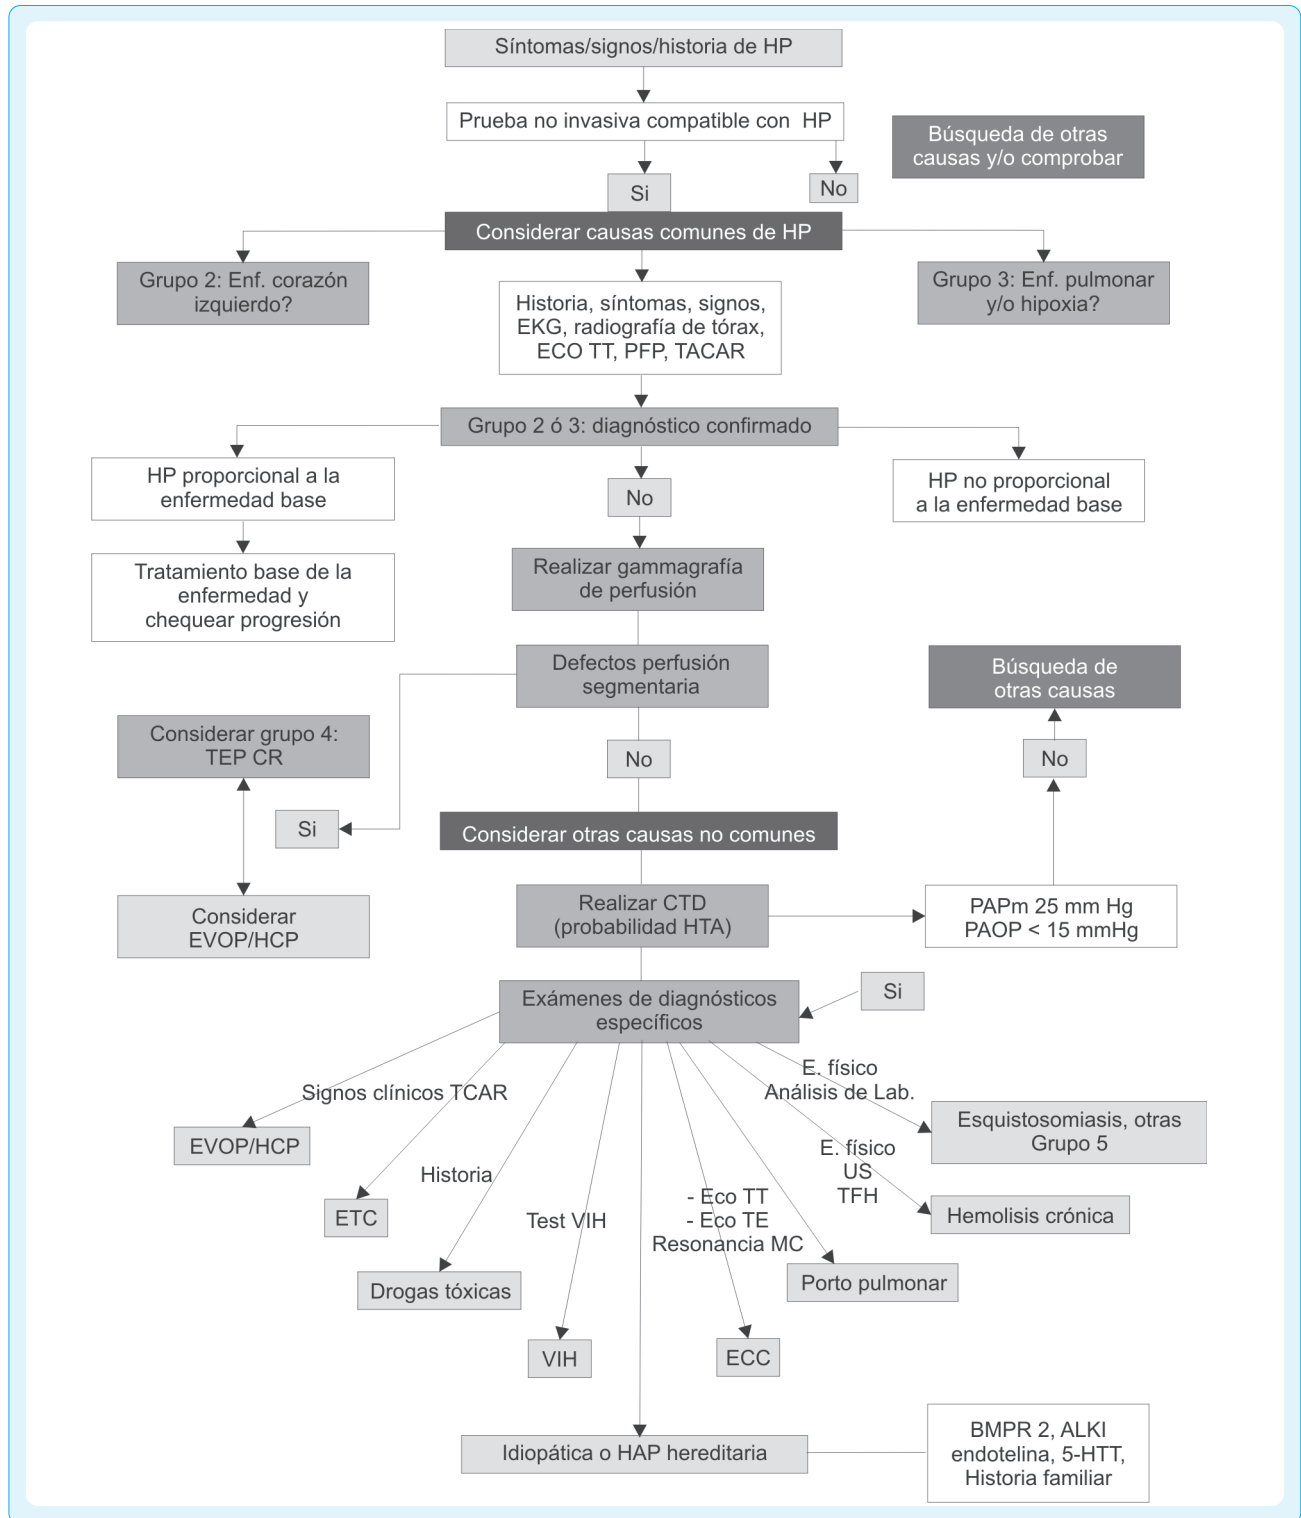 Síntomas/signos/historia de HP
Prueba no invasiva compatible con HP
Búsqueda de otras
causas y/o comprobar
Si
No
Considerar causas comunes de HP
Grupo 2: Enf. corazón
izquierdo?
Grupo 3: Enf. pulmonar
y/o hipoxia?
Historia, síntomas, signos,
EKG, radiografía de tórax,
ECO TT, PFP, TACAR
Grupo 2 ó 3: diagnóstico confirmado
HP proporcional a la
enfermedad base
No
HP no proporcional
a la enfermedad base
Tratamiento base de la
enfermedad y
chequear progresión
Realizar gammagrafía
de perfusión
Defectos perfusión
segmentaria
Búsqueda de
otras causas
Considerar grupo 4:
TEP CR
No
No
Si
Considerar otras causas no comunes
Considerar
EVOP/HCP
Realizar CTD
(probabilidad HTA)
PAPm 25 mm Hg
PAOP < 15 mmHg
Si
Exámenes de diagnósticos
específicos
Signos clínicos TCAR
E. físico
Análisis de Lab.
EVOP/HCP
Esquistosomiasis, otras
Grupo 5
Historia
E. físico
US
TFH
ETC
Test VIH
- Eco TT
- Eco TE
Resonancia MC
Hemolisis crónica
Drogas tóxicas
Porto pulmonar
VIH
ECC
Idiopática o HAP hereditaria
BMPR 2, ALKI
endotelina, 5-HTT,
Historia familiar